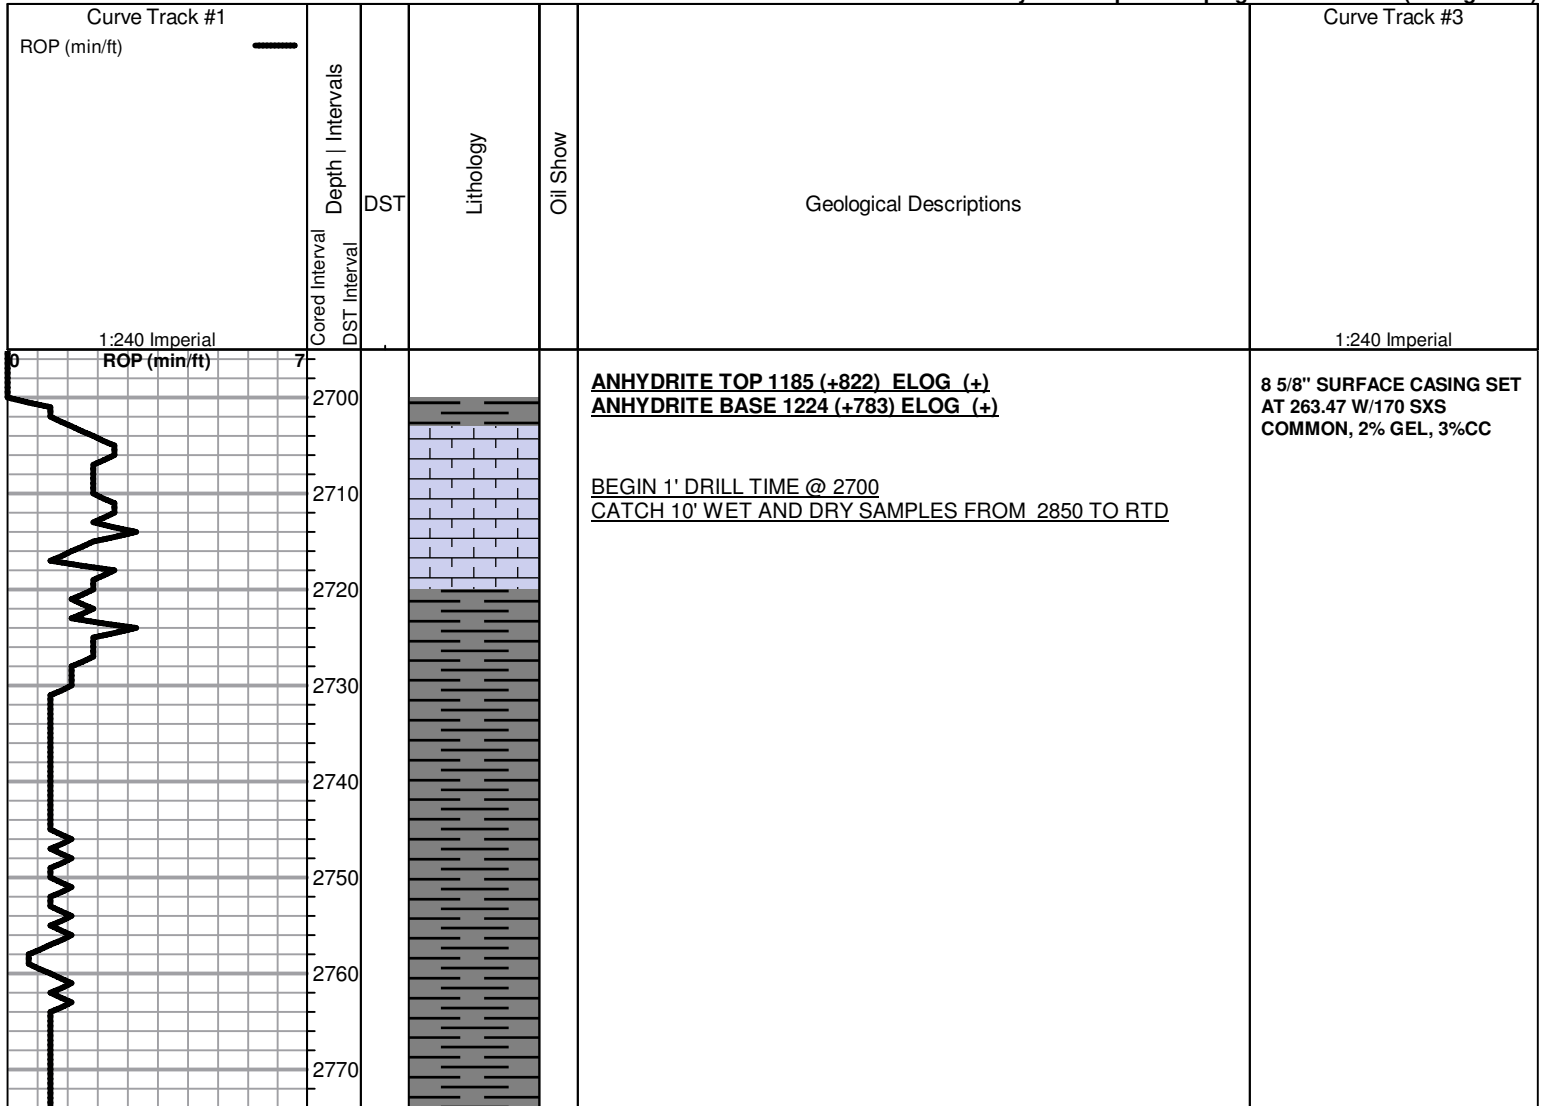 Curve Track #1
ROP (min/ft)
1:240 Imperial
Depth | Intervals
Cored Interval
DST Interval
DST
Lithology
Oil Show
Geological Descriptions
Curve Track #3
1:240 Imperial
0 ROP (min/ft) 7
2700
2710
2720
2730
2740
2750
2760
2770
ANHYDRITE TOP 1185 (+822) ELOG (+)
ANHYDRITE BASE 1224 (+783) ELOG (+)
BEGIN 1' DRILL TIME @ 2700
CATCH 10' WET AND DRY SAMPLES FROM 2850 TO RTD
8 5/8" SURFACE CASING SET
AT 263.47 W/170 SXS
COMMON, 2% GEL, 3%CC